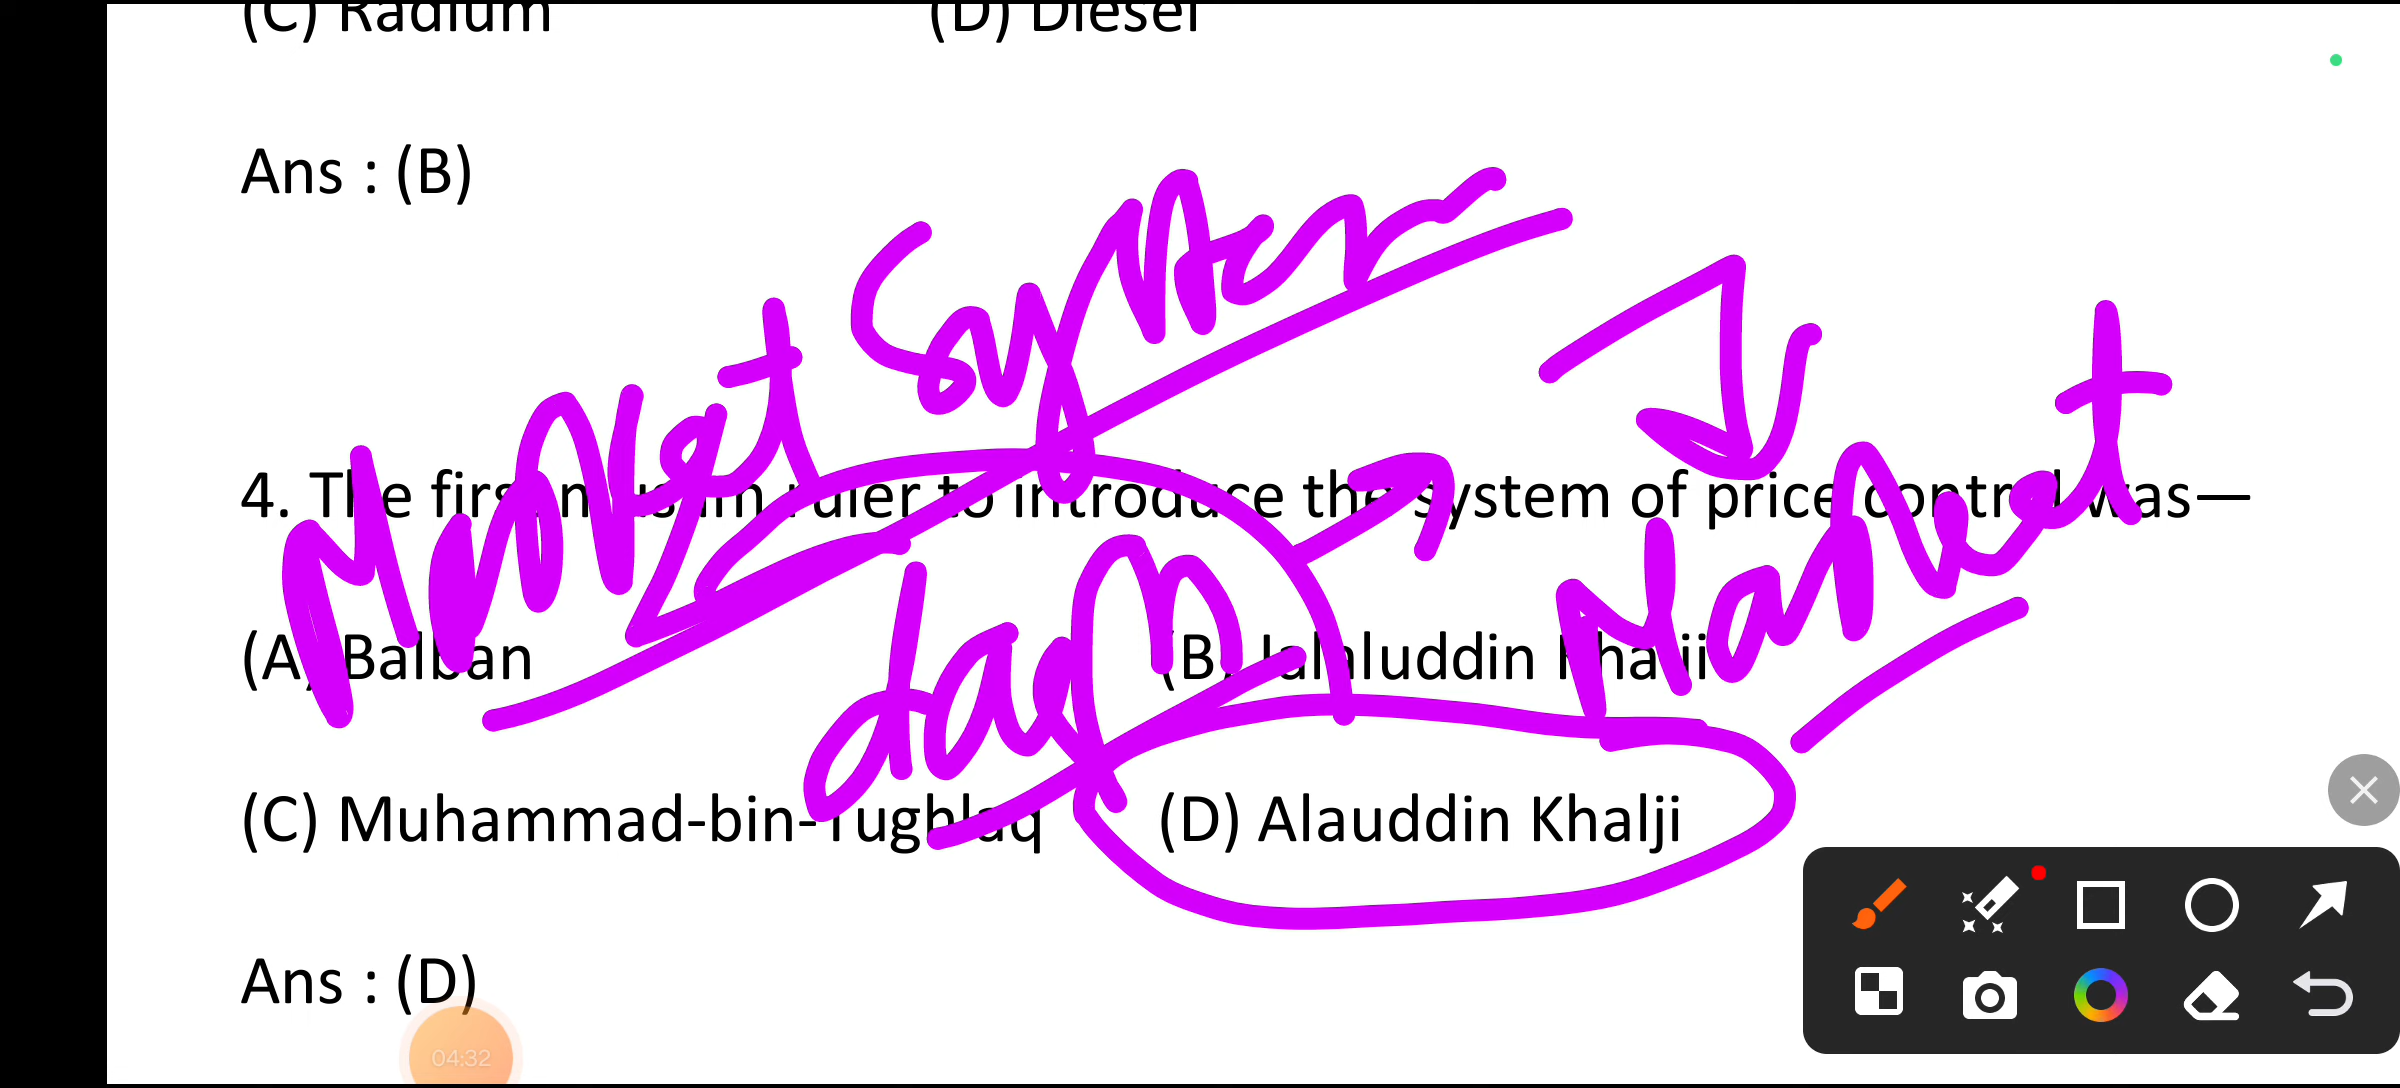 (C) Radium (D) Diesel
Ans : (B)
Market System
4. The first muslim ruler to introduce the system of price control was—
Market
(A) Balban (B) Jalaluddin Khalji
(C) Muhammad-bin-Tughlaq (D) Alauddin Khalji
Ans : (D)
04:32